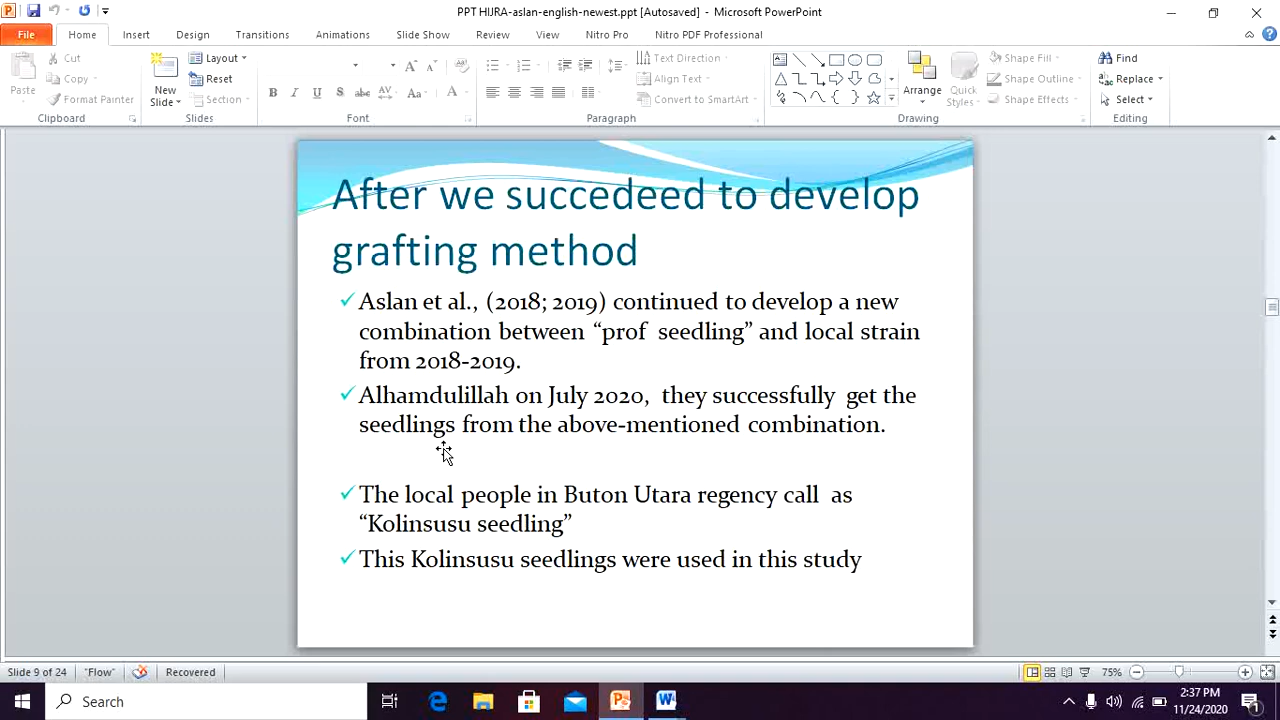 PPT HIJRA-aslan-english-newest.ppt [Autosaved] - Microsoft PowerPoint
File Home Insert Design Transitions Animations Slide Show Review View Nitro Pro Nitro PDF Professional
Paste
Cut
Copy
Format Painter
Clipboard
New Slide
Layout
Reset
Section
Slides
Font
Paragraph
Text Direction
Align Text
Convert to SmartArt
Arrange
Quick Styles
Shape Fill
Shape Outline
Shape Effects
Drawing
Find
Replace
Select
Editing
After we succedeed to develop
grafting method
Aslan et al., (2018; 2019) continued to develop a new
combination between “prof seedling” and local strain
from 2018-2019.
Alhamdulillah on July 2020, they successfully get the
seedlings from the above-mentioned combination.
The local people in Buton Utara regency call as
“Kolinsusu seedling”
This Kolinsusu seedlings were used in this study
Slide 9 of 24 "Flow" Recovered 75%
Search
2:37 PM
11/24/2020